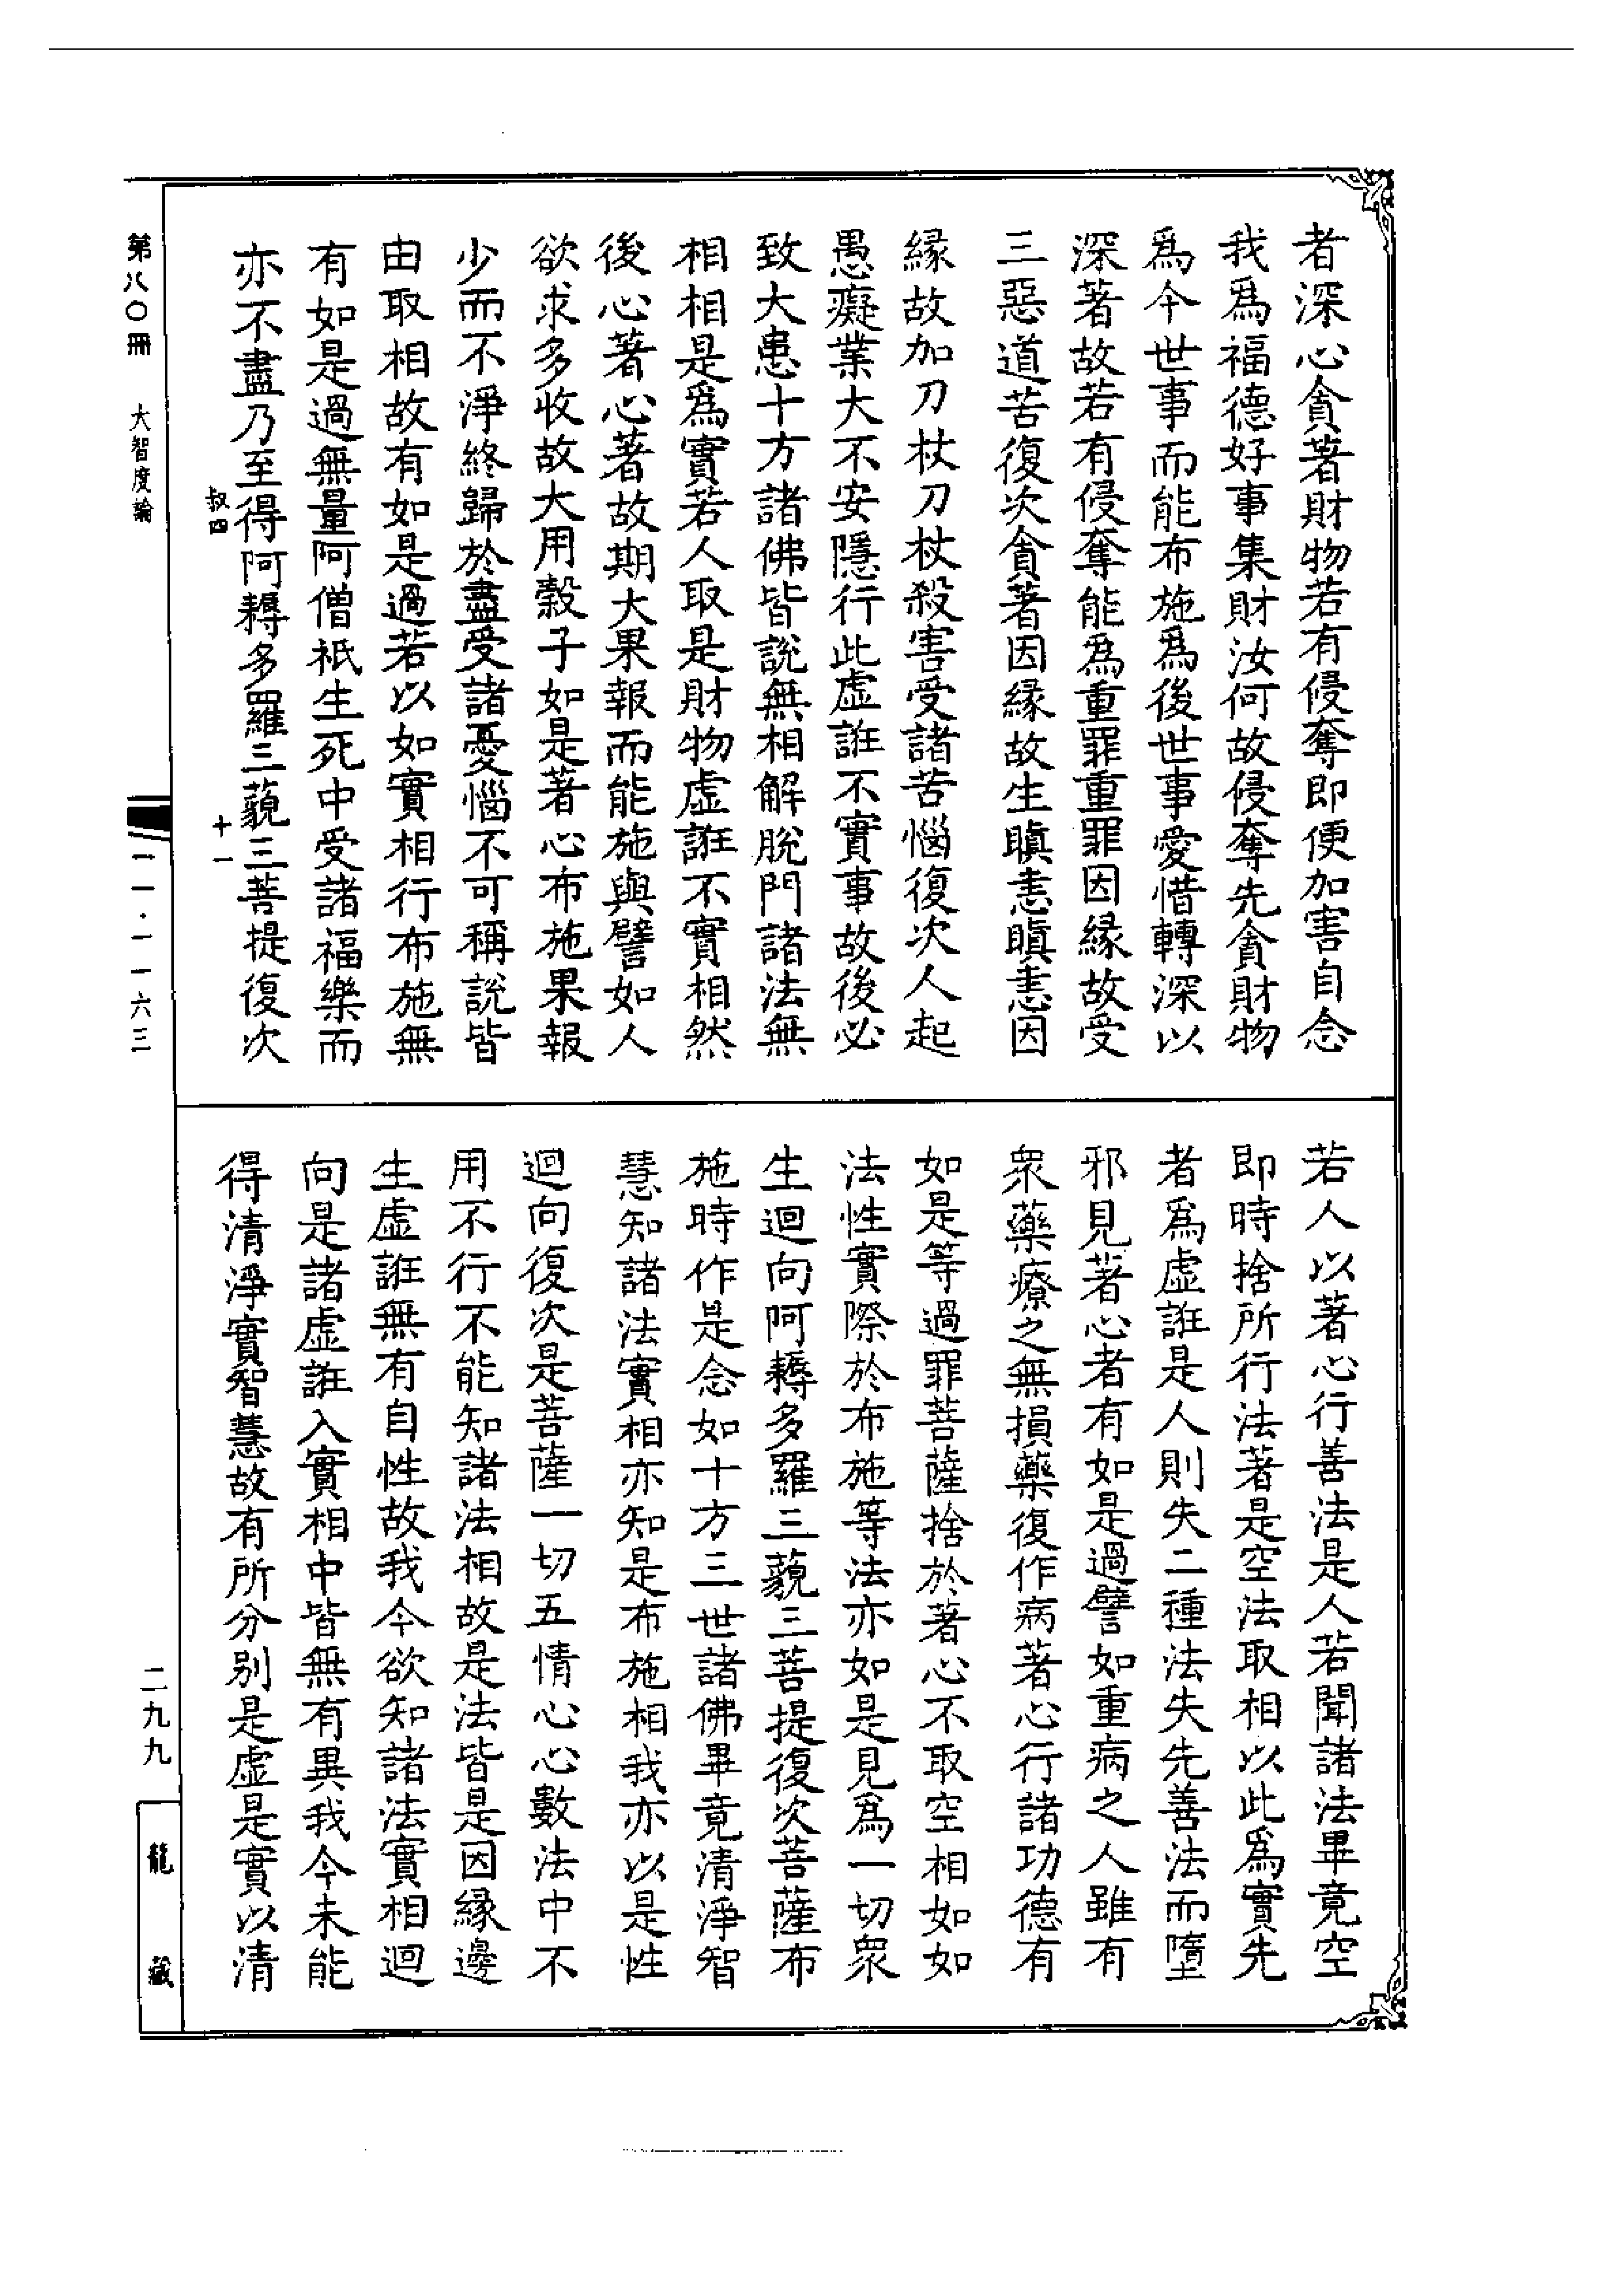 者深心貪著財物若有侵奪即便加害自念
我爲福德好事集財汝何故侵奪先貪財物
爲今世事而能布施爲後世事愛惜轉深以
深著故若有侵奪能爲重罪重罪因緣故受
三惡道苦復次貪著因緣故生瞋恚瞋恚因
緣故加刀杖刀杖殺害受諸苦惱復次人起
愚癡業大不安隱行此虛誑不實事故後必
致大患十方諸佛皆說無相解脫門諸法無
相相是爲實若人取是財物虛誑不實相然
後心著心著故期大果報而能施與譬如人
欲求多收故大用穀子如是著心布施果報
少而不淨終歸於盡受諸憂惱不可稱說皆
由取相故有如是過若以如實相行布施無
有如是過無量阿僧祇生死中受諸福樂而
亦不盡乃至得阿耨多羅三藐三菩提復次
叔四
十一
若人以著心行善法是人若聞諸法畢竟空
即時捨所行法著是空法取相以此爲實先
者爲虛誑是人則失二種法失先善法而墮
邪見著心者有如是過譬如重病之人雖有
衆藥療之無損藥復作病著心行諸功德有
如是等過罪菩薩捨於著心不取空相如如
法性實際於布施等法亦如是見爲一切衆
生迴向阿耨多羅三藐三菩提復次菩薩布
施時作是念如十方三世諸佛畢竟清淨智
慧知諸法實相亦知是布施相我亦以是性
迴向復次是菩薩一切五情心心數法中不
用不行不能知諸法相故是法皆是因緣邊
生虛誑無有自性故我今欲知諸法實相迴
向是諸虛誑入實相中皆無有異我今未能
得清淨實智慧故有所分別是虛是實以清
第八〇冊　大智度論
一一·一一六三
二九九
龍藏